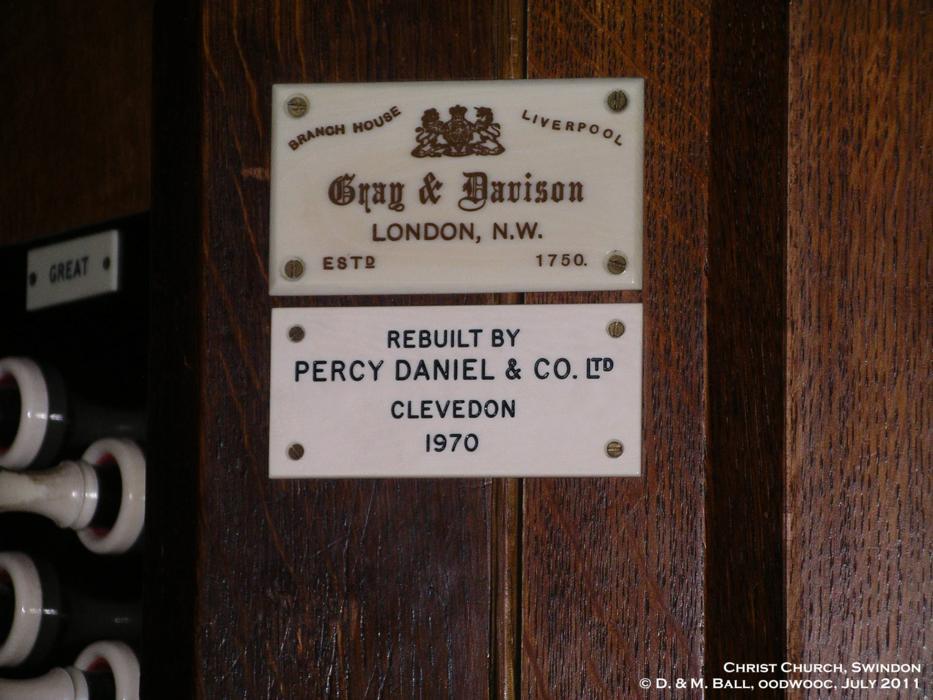 BRANCH HOUSE LIVERPOOL
Gray & Davison
LONDON, N.W.
ESTD 1750.
GREAT
REBUILT BY
PERCY DANIEL & CO. LTD
CLEVEDON
1970
CHRIST CHURCH, SWINDON
© D. & M. BALL, OODWOOC, JULY 2011